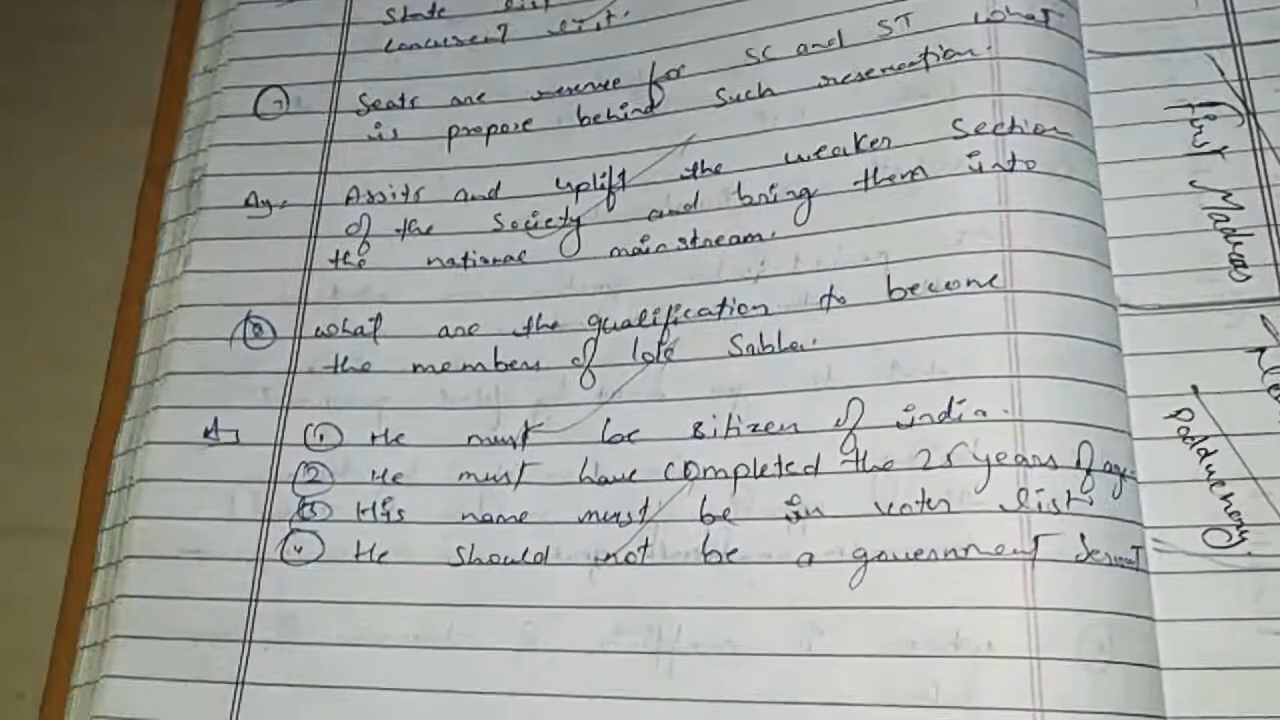 State list
concurrent list.
7 Seats are reserve for SC and ST what
is propose behind such reservation.
Ans. Assits and uplift the weaker section
of the society and bring them into
the national mainstream.
8 what are the qualification to become
the members of lok Sabha.
A. 1 He must be sitizen of india.
2 He must have completed the 25 years of age.
3 His name must be in voter list
4 He should not be a government servant
First Madras
Podducherry